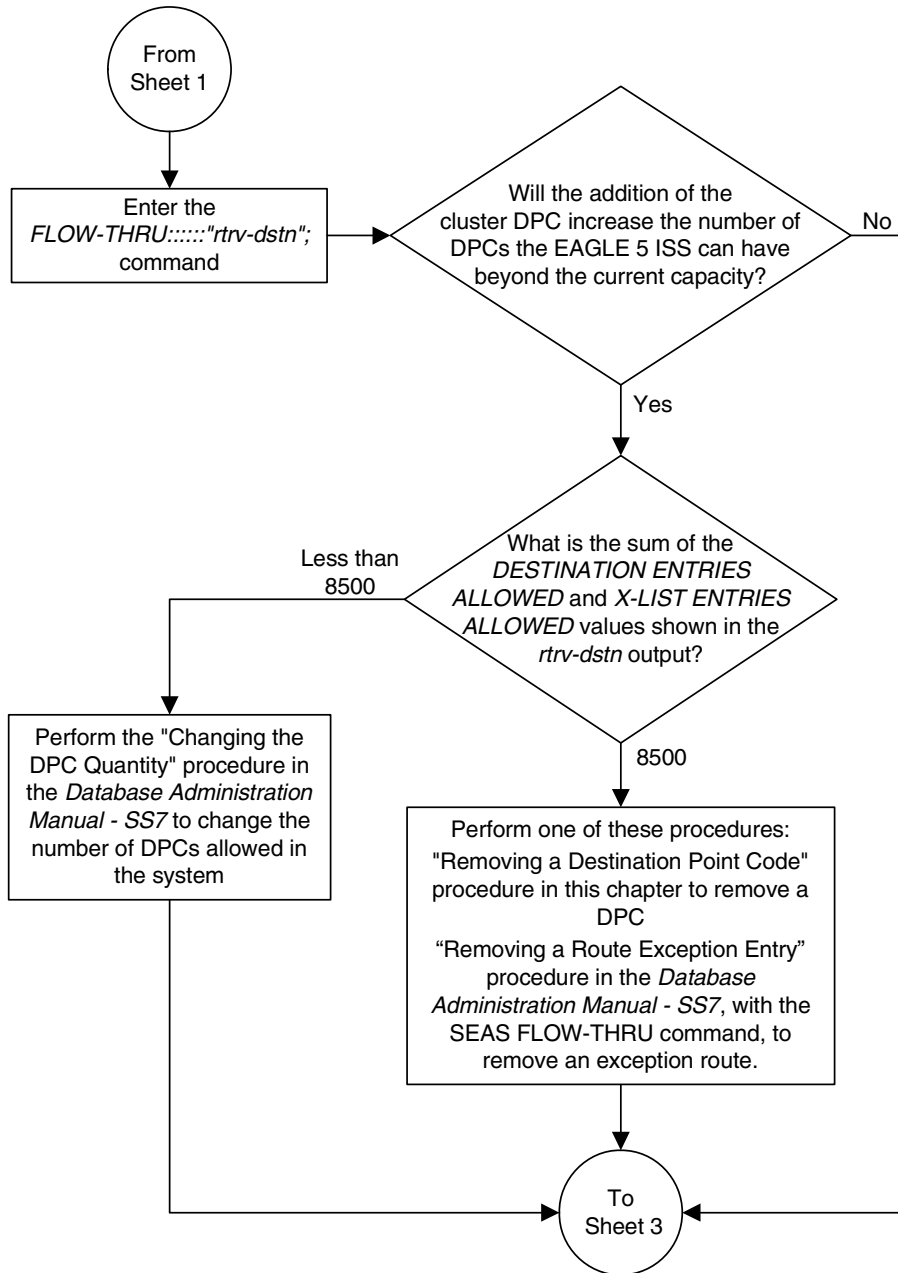 From
Sheet 1
Enter the
FLOW-THRU::::::"rtrv-dstn";
command
Will the addition of the
cluster DPC increase the number of
DPCs the EAGLE 5 ISS can have
beyond the current capacity?
No
Yes
What is the sum of the
DESTINATION ENTRIES
ALLOWED and X-LIST ENTRIES
ALLOWED values shown in the
rtrv-dstn output?
Less than
8500
Perform the "Changing the
DPC Quantity" procedure in
the Database Administration
Manual - SS7 to change the
number of DPCs allowed in
the system
8500
Perform one of these procedures:
"Removing a Destination Point Code"
procedure in this chapter to remove a
DPC
“Removing a Route Exception Entry”
procedure in the Database
Administration Manual - SS7, with the
SEAS FLOW-THRU command, to
remove an exception route.
To
Sheet 3